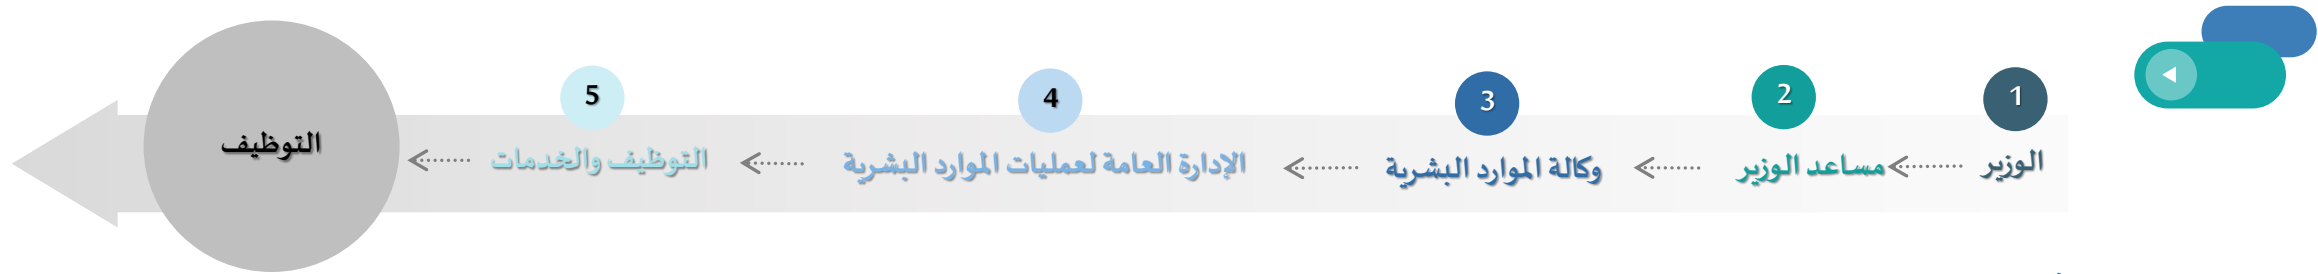 1
الوزير
2
مساعد الوزير
3
وكالة الموارد البشرية
4
الإدارة العامة لعمليات الموارد البشرية
5
التوظيف والخدمات
التوظيف